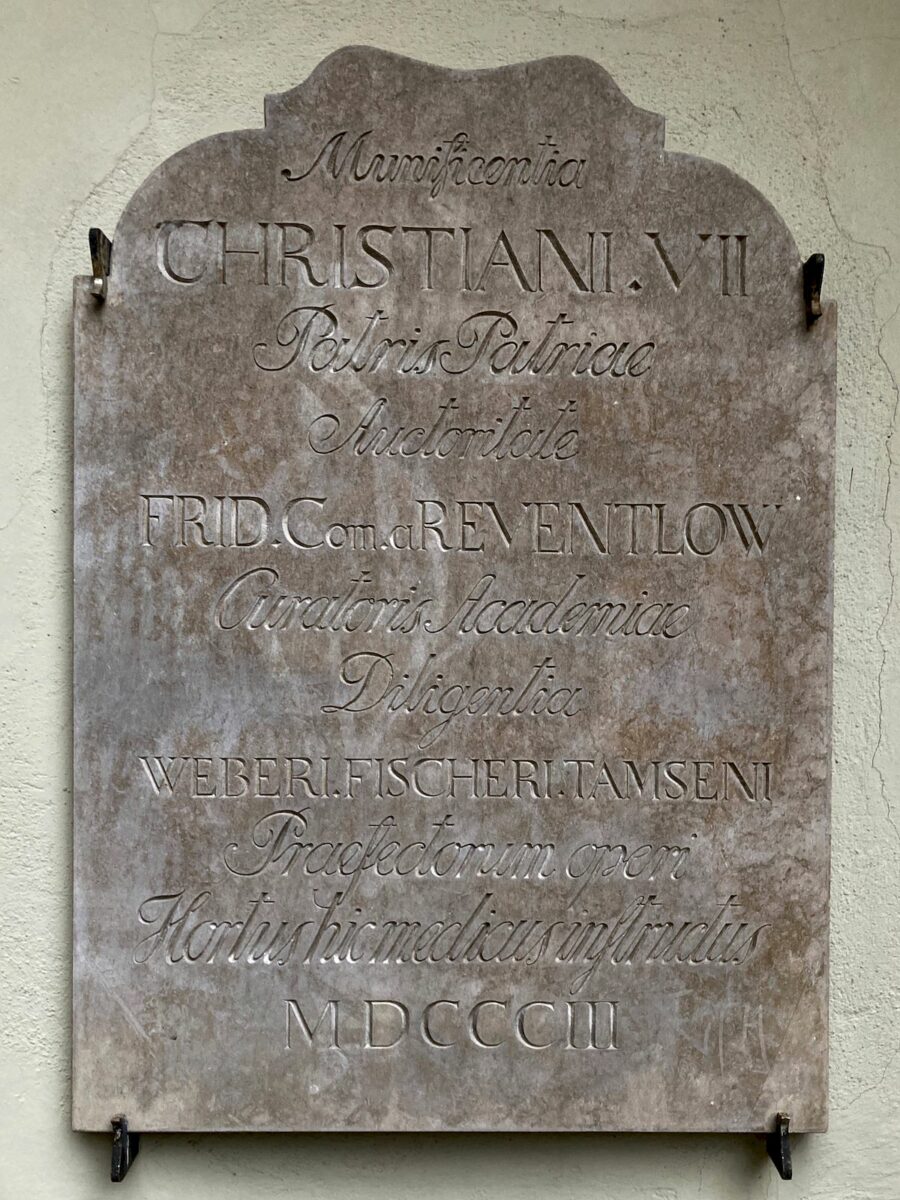 Munificentia
CHRISTIANI.VII
Patris Patriae
Auctoritate
FRID.Com.aREVENTLOW
Curatoris Academiae
Diligentia
WEBERI.FISCHERI.TAMSENI
Praefectorum operi
Hortus hic medicus inſtructus
MDCCCIII